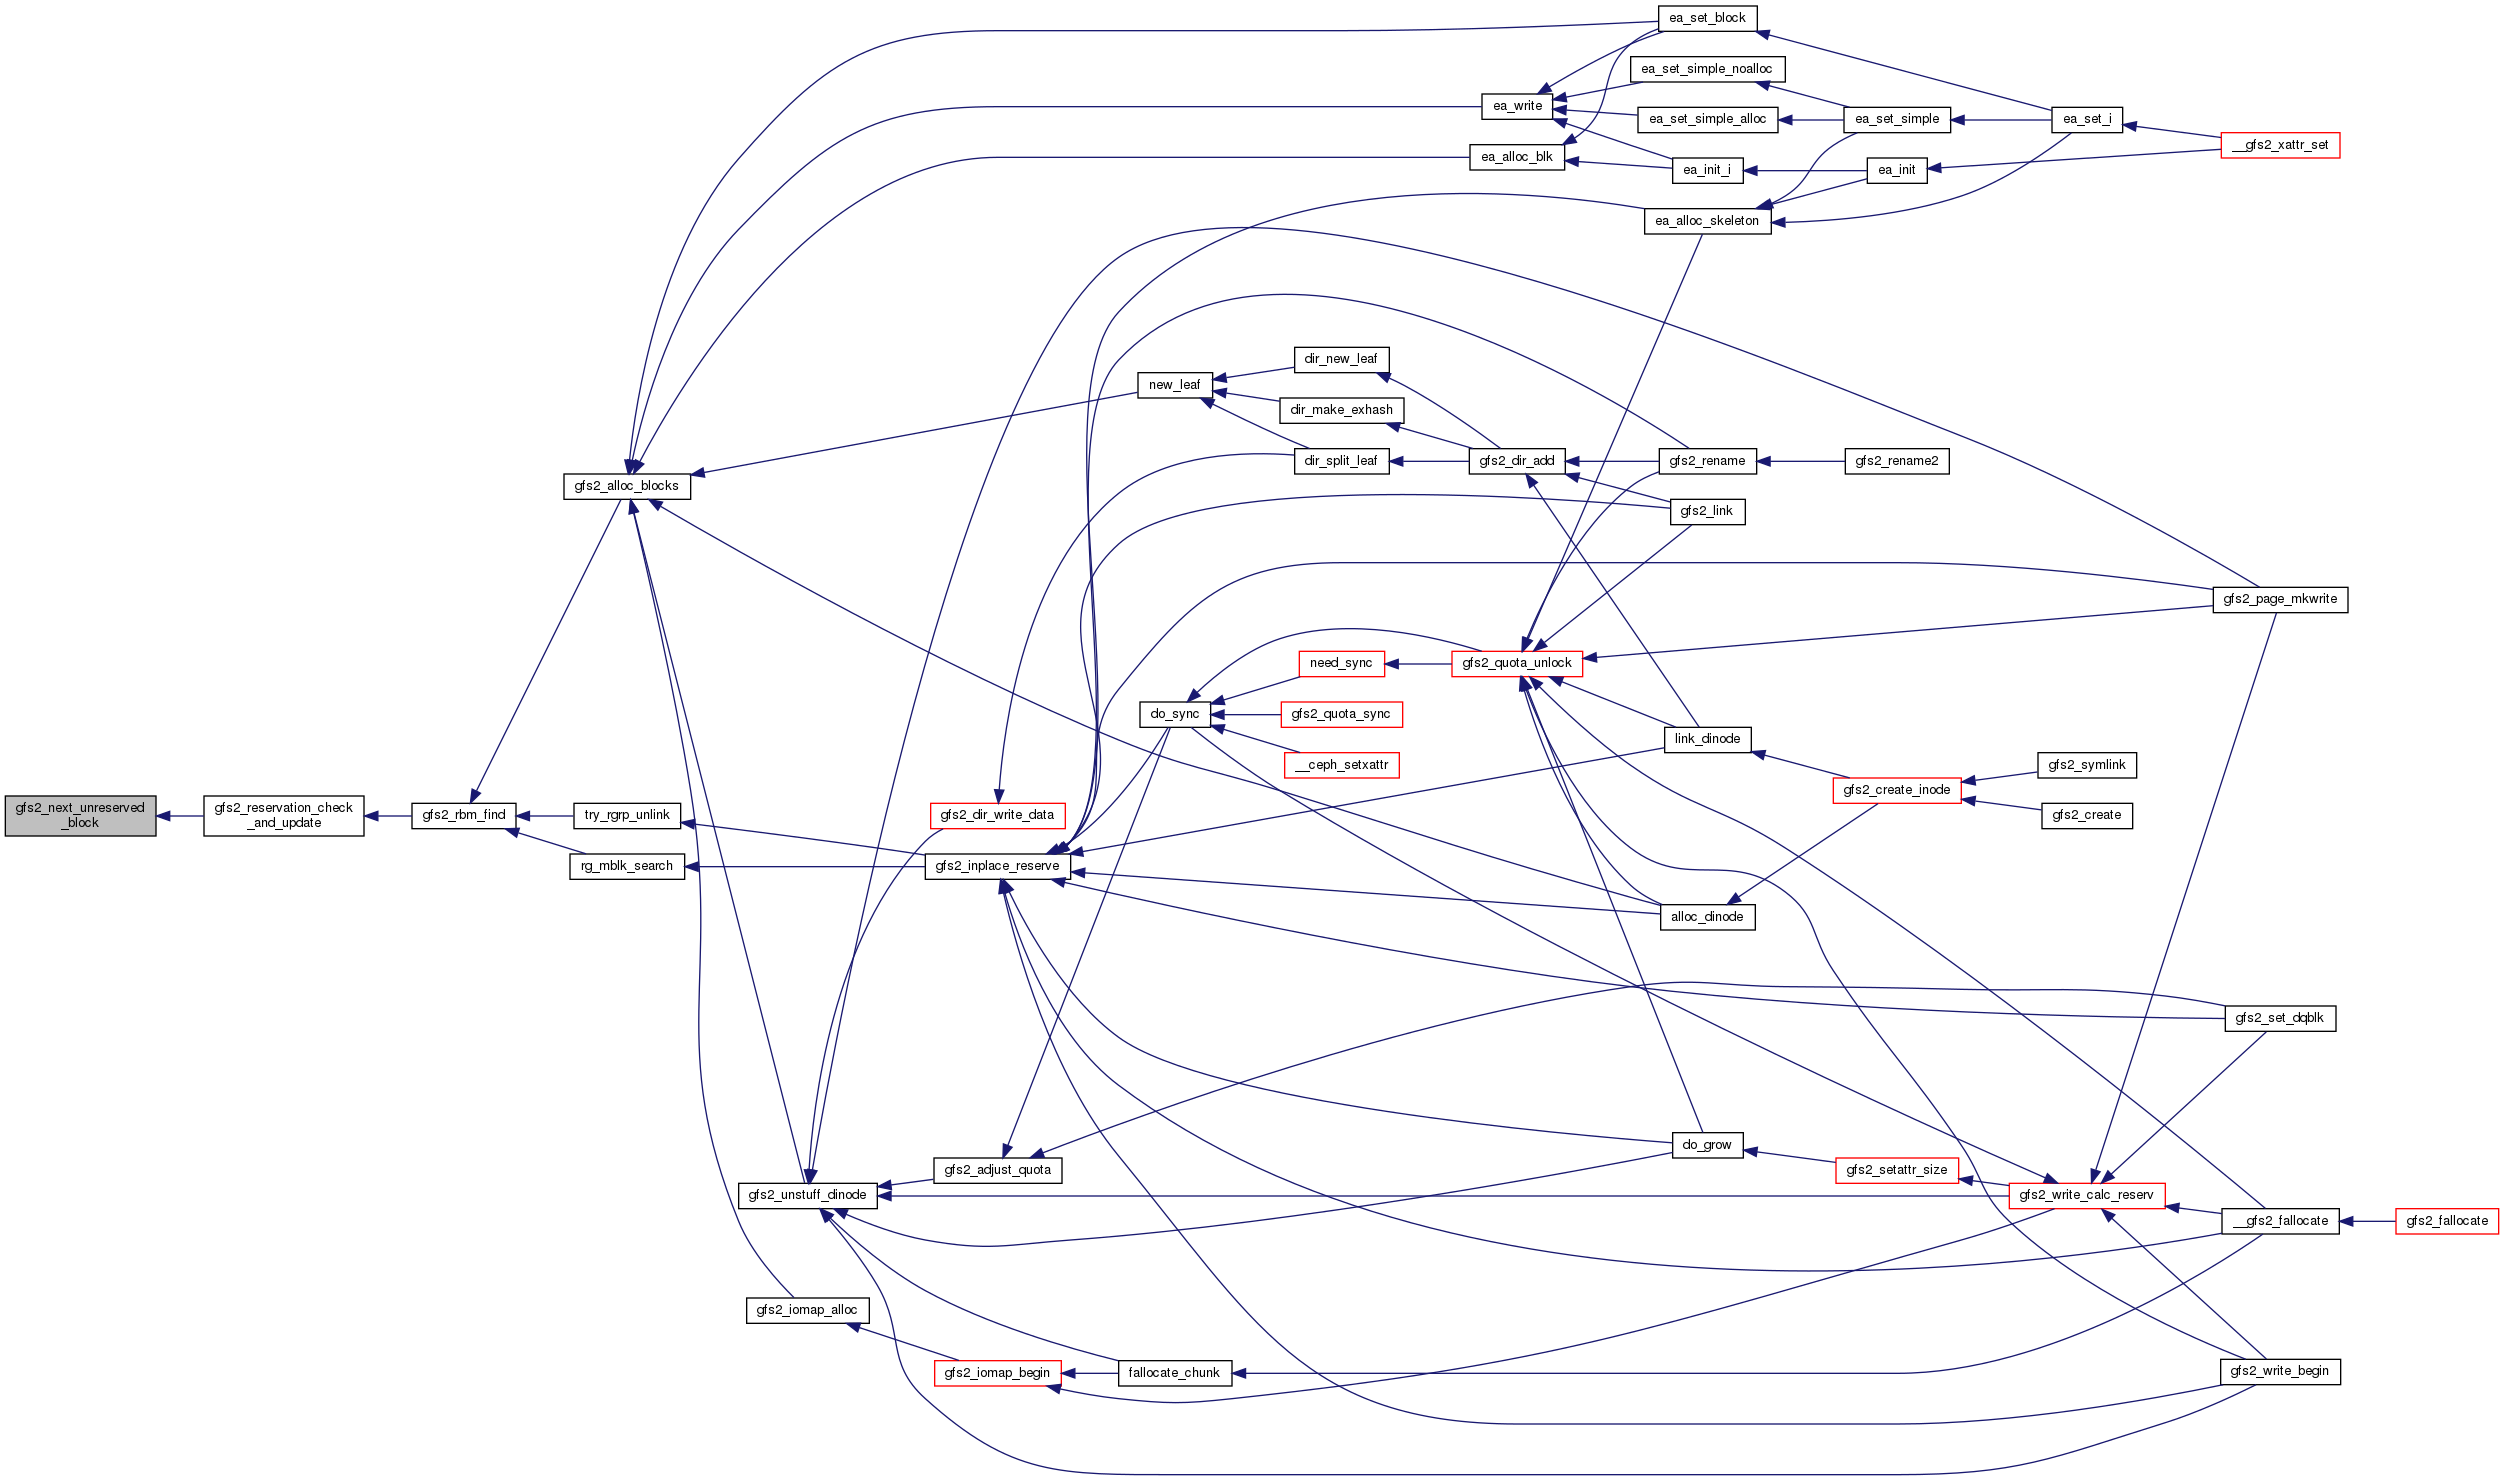 ea_set_block
ea_set_simple_noalloc
ea_write
ea_set_simple_alloc
ea_set_simple
ea_set_i
__gfs2_xattr_set
ea_alloc_blk
ea_init_i
ea_init
ea_alloc_skeleton
dir_new_leaf
new_leaf
dir_make_exhash
gfs2_alloc_blocks
dir_split_leaf
gfs2_dir_add
gfs2_rename
gfs2_rename2
gfs2_link
gfs2_page_mkwrite
need_sync
gfs2_quota_unlock
do_sync
gfs2_quota_sync
__ceph_setxattr
link_dinode
gfs2_symlink
gfs2_create_inode
gfs2_create
gfs2_next_unreserved
_block
gfs2_reservation_check
_and_update
gfs2_rbm_find
try_rgrp_unlink
gfs2_dir_write_data
rg_mblk_search
gfs2_inplace_reserve
alloc_dinode
gfs2_set_dqblk
do_grow
gfs2_adjust_quota
gfs2_setattr_size
gfs2_unstuff_dinode
gfs2_write_calc_reserv
__gfs2_fallocate
gfs2_fallocate
gfs2_iomap_alloc
gfs2_iomap_begin
fallocate_chunk
gfs2_write_begin